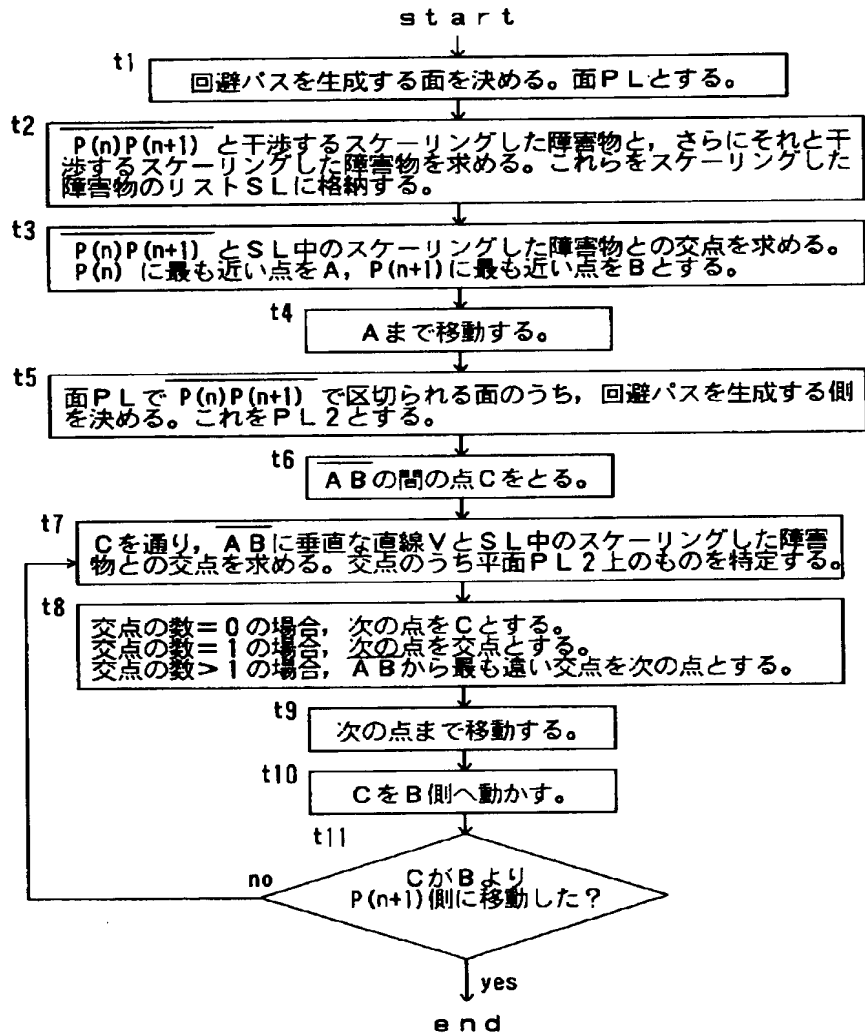 start
t1
回避パスを生成する面を決める。面PLとする。
t2
P(n)P(n+1) と干渉するスケーリングした障害物と，さらにそれと干
渉するスケーリングした障害物を求める。これらをスケーリングした
障害物のリストSLに格納する。
t3
P(n)P(n+1) とSL中のスケーリングした障害物との交点を求める。
P(n) に最も近い点をA，P(n+1)に最も近い点をBとする。
t4
Aまで移動する。
t5
面PLで P(n)P(n+1) で区切られる面のうち，回避パスを生成する側
を決める。これをPL2とする。
t6
ABの間の点Cをとる。
t7
Cを通り，ABに垂直な直線VとSL中のスケーリングした障害
物との交点を求める。交点のうち平面PL2上のものを特定する。
t8
交点の数=0の場合，次の点をCとする。
交点の数=1の場合，次の点を交点とする。
交点の数>1の場合，ABから最も遠い交点を次の点とする。
t9
次の点まで移動する。
t10
CをB側へ動かす。
t11
CがBより
P(n+1)側に移動した？
no
yes
end